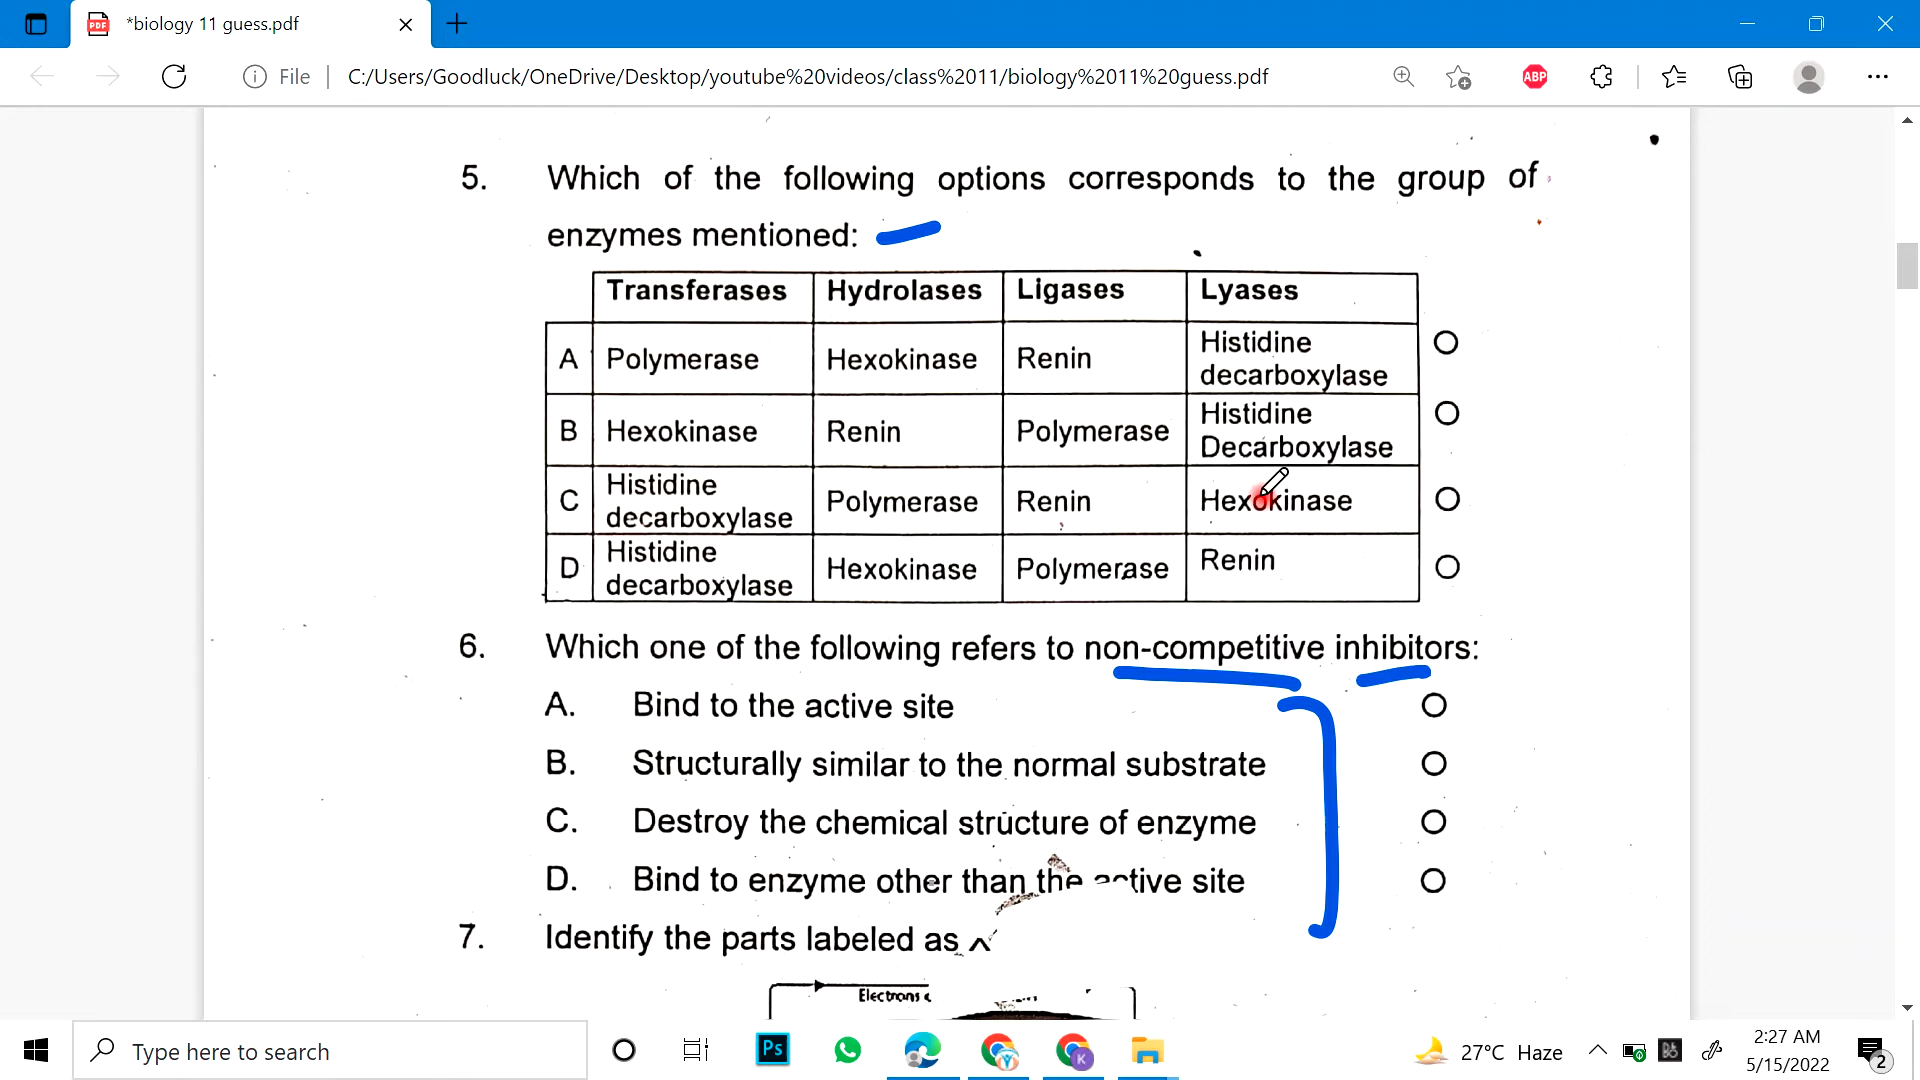 *biology 11 guess.pdf
File
C:/Users/Goodluck/OneDrive/Desktop/youtube%20videos/class%2011/biology%2011%20guess.pdf
ABP
5. Which of the following options corresponds to the group of
enzymes mentioned:
Transferases Hydrolases Ligases Lyases
A Polymerase Hexokinase Renin Histidine decarboxylase
B Hexokinase Renin Polymerase Histidine Decarboxylase
C Histidine decarboxylase Polymerase Renin Hexokinase
D Histidine decarboxylase Hexokinase Polymerase Renin
6. Which one of the following refers to non-competitive inhibitors:
A. Bind to the active site
B. Structurally similar to the normal substrate
C. Destroy the chemical structure of enzyme
D. Bind to enzyme other than the active site
7. Identify the parts labeled as
Electrons
Type here to search
Ps
K
27°C Haze
2:27 AM
5/15/2022
2